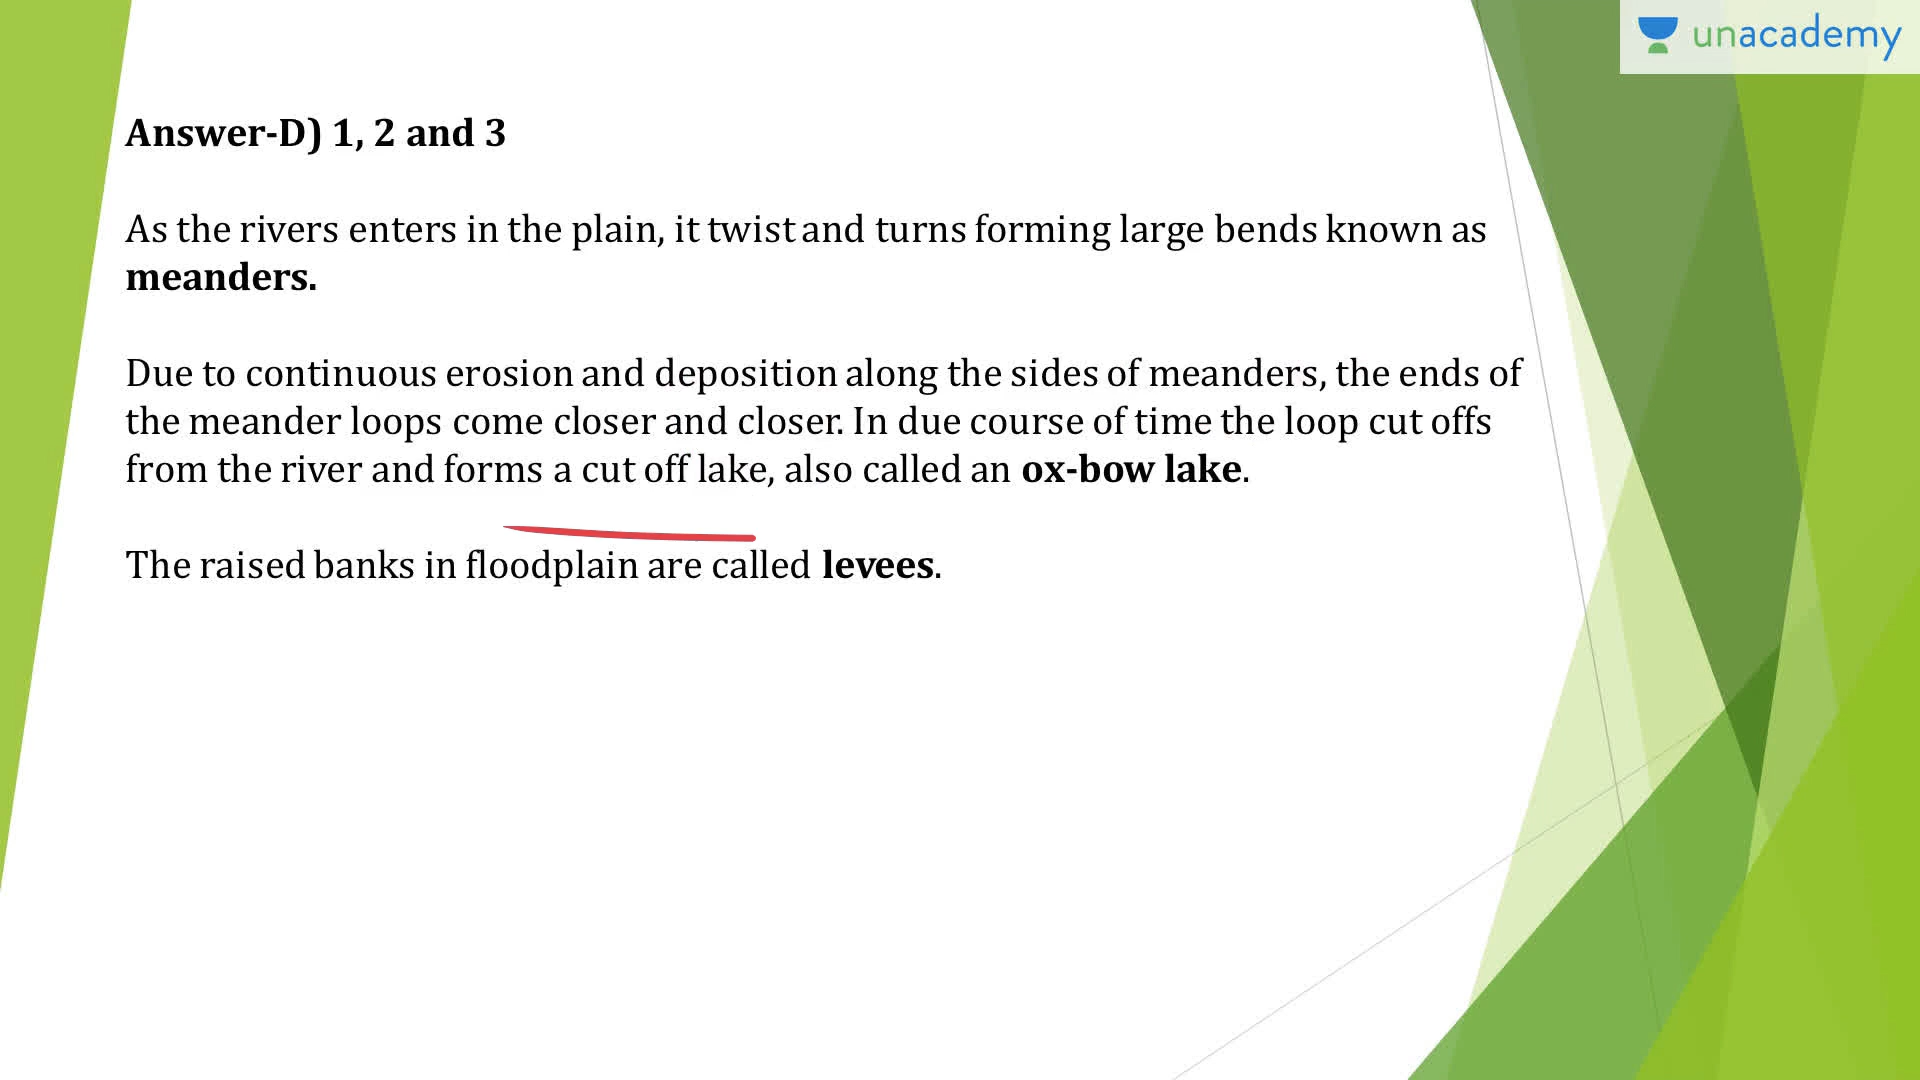 unacademy
Answer-D) 1, 2 and 3
As the rivers enters in the plain, it twist and turns forming large bends known as
meanders.
Due to continuous erosion and deposition along the sides of meanders, the ends of
the meander loops come closer and closer. In due course of time the loop cut offs
from the river and forms a cut off lake, also called an ox-bow lake.
The raised banks in floodplain are called levees.